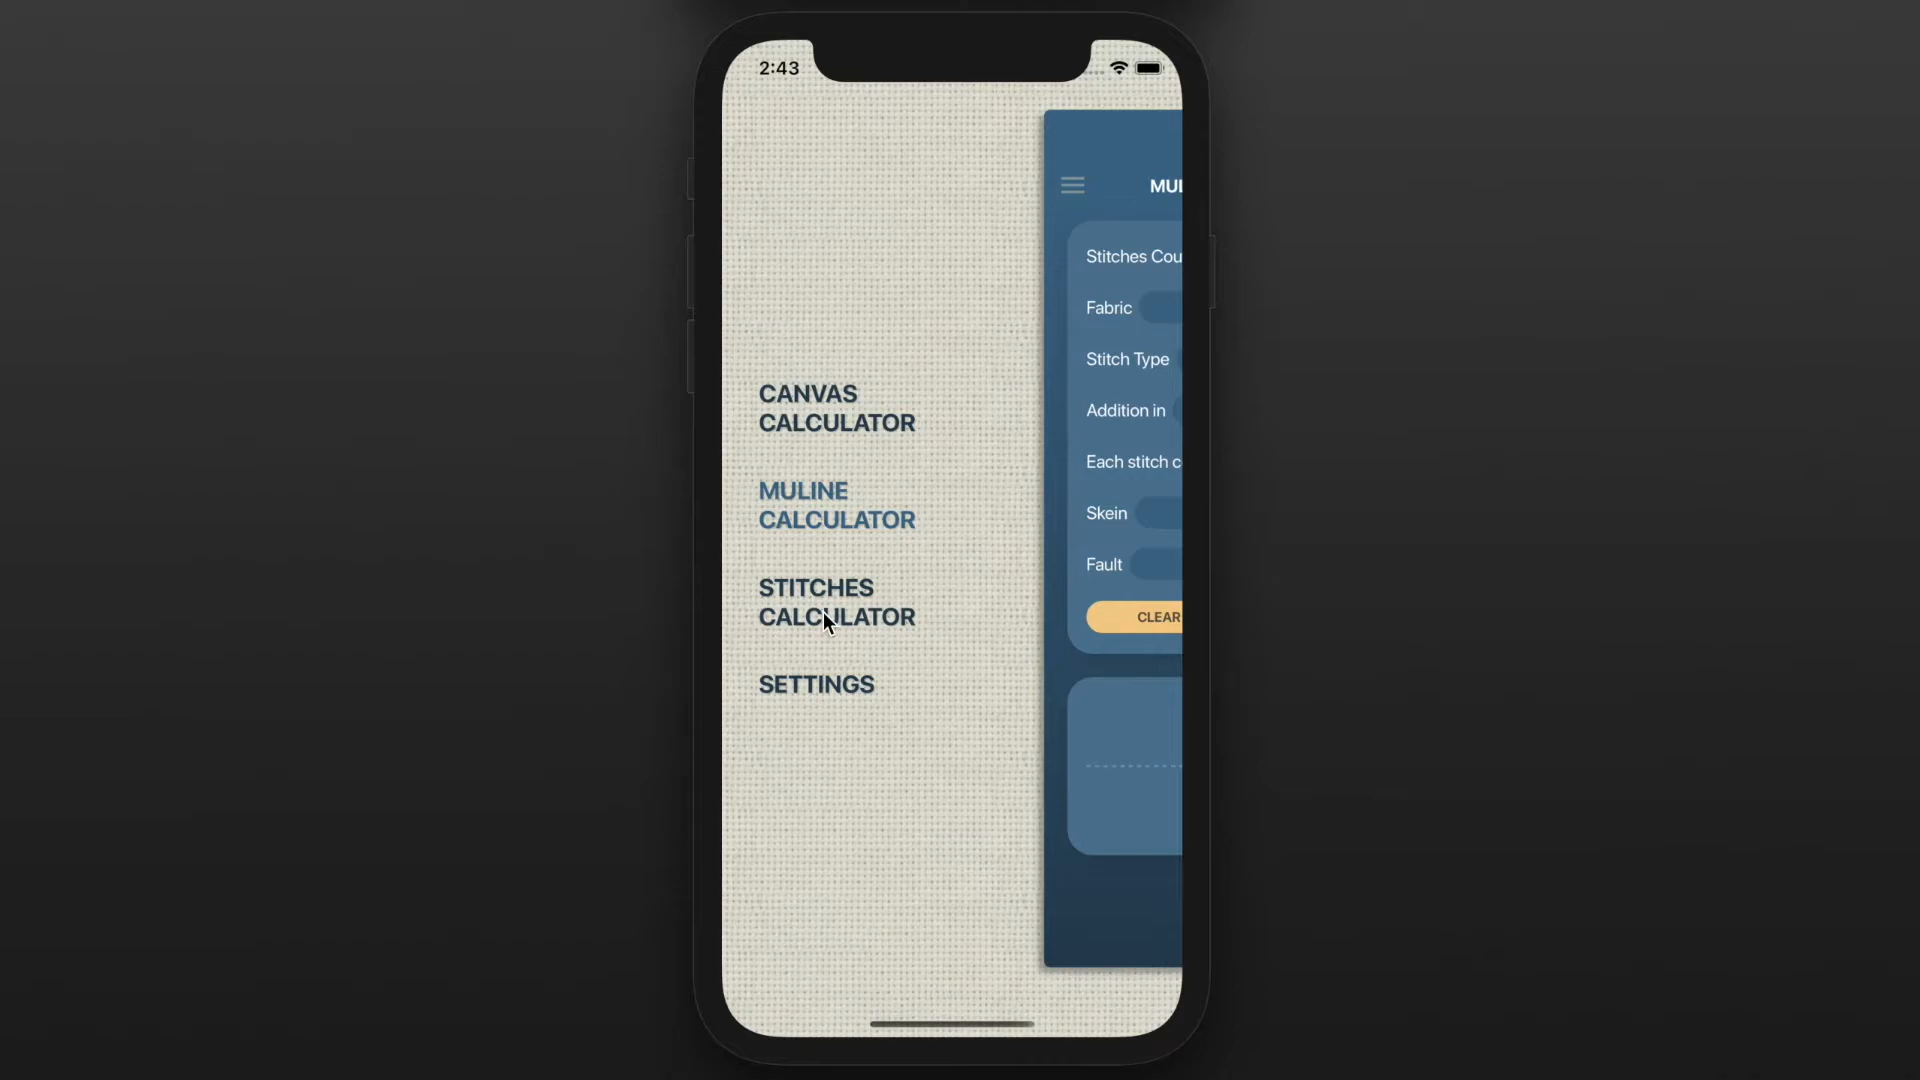 2:43
CANVAS
CALCULATOR
MULINE
CALCULATOR
STITCHES
CALCULATOR
SETTINGS
MUL
Stitches Cou
Fabric
Stitch Type
Addition in
Each stitch c
Skein
Fault
CLEAR